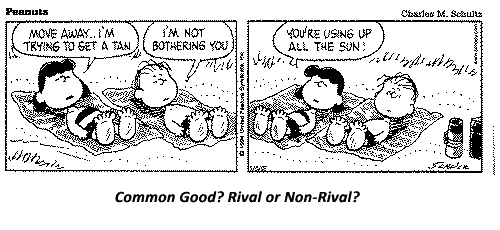 Peanuts
Charles M. Schultz
MOVE AWAY..I'M
TRYING TO GET A TAN
I'M NOT
BOTHERING YOU
YOU'RE USING UP
ALL THE SUN!
Common Good? Rival or Non-Rival?